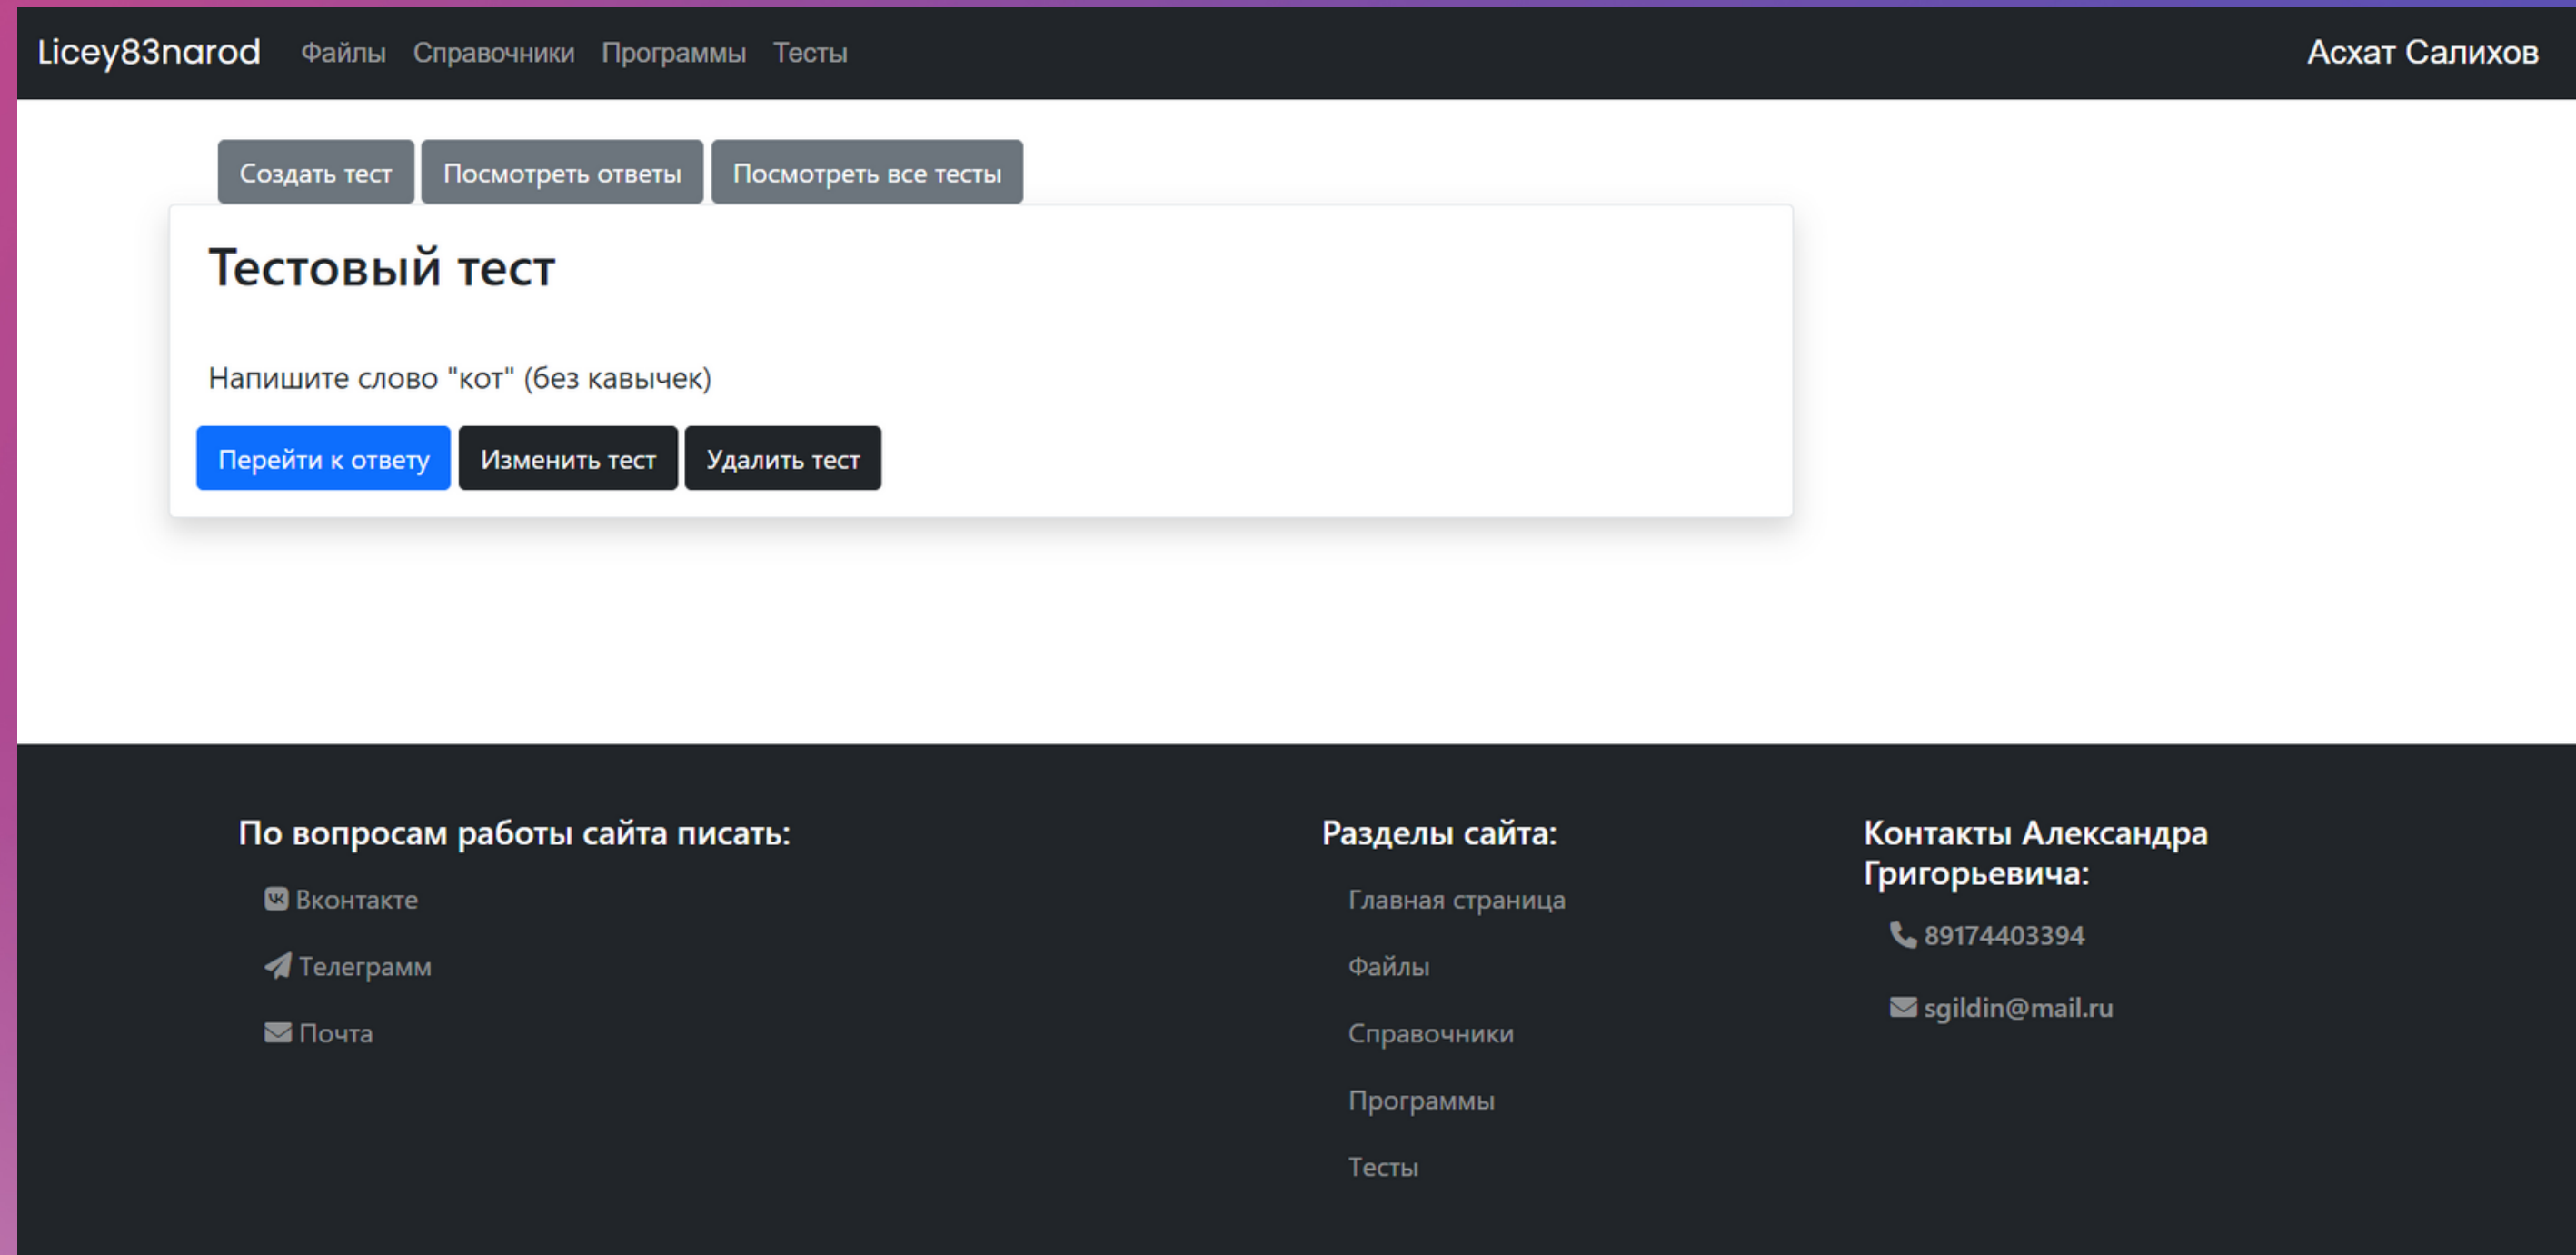 Licey83narod Файлы Справочники Программы Тесты Асхат Салихов
Создать тест Посмотреть ответы Посмотреть все тесты
Тестовый тест
Напишите слово "кот" (без кавычек)
Перейти к ответу Изменить тест Удалить тест
По вопросам работы сайта писать:
Вконтакте
Телеграмм
Почта
Разделы сайта:
Главная страница
Файлы
Справочники
Программы
Тесты
Контакты Александра
Григорьевича:
89174403394
sgildin@mail.ru